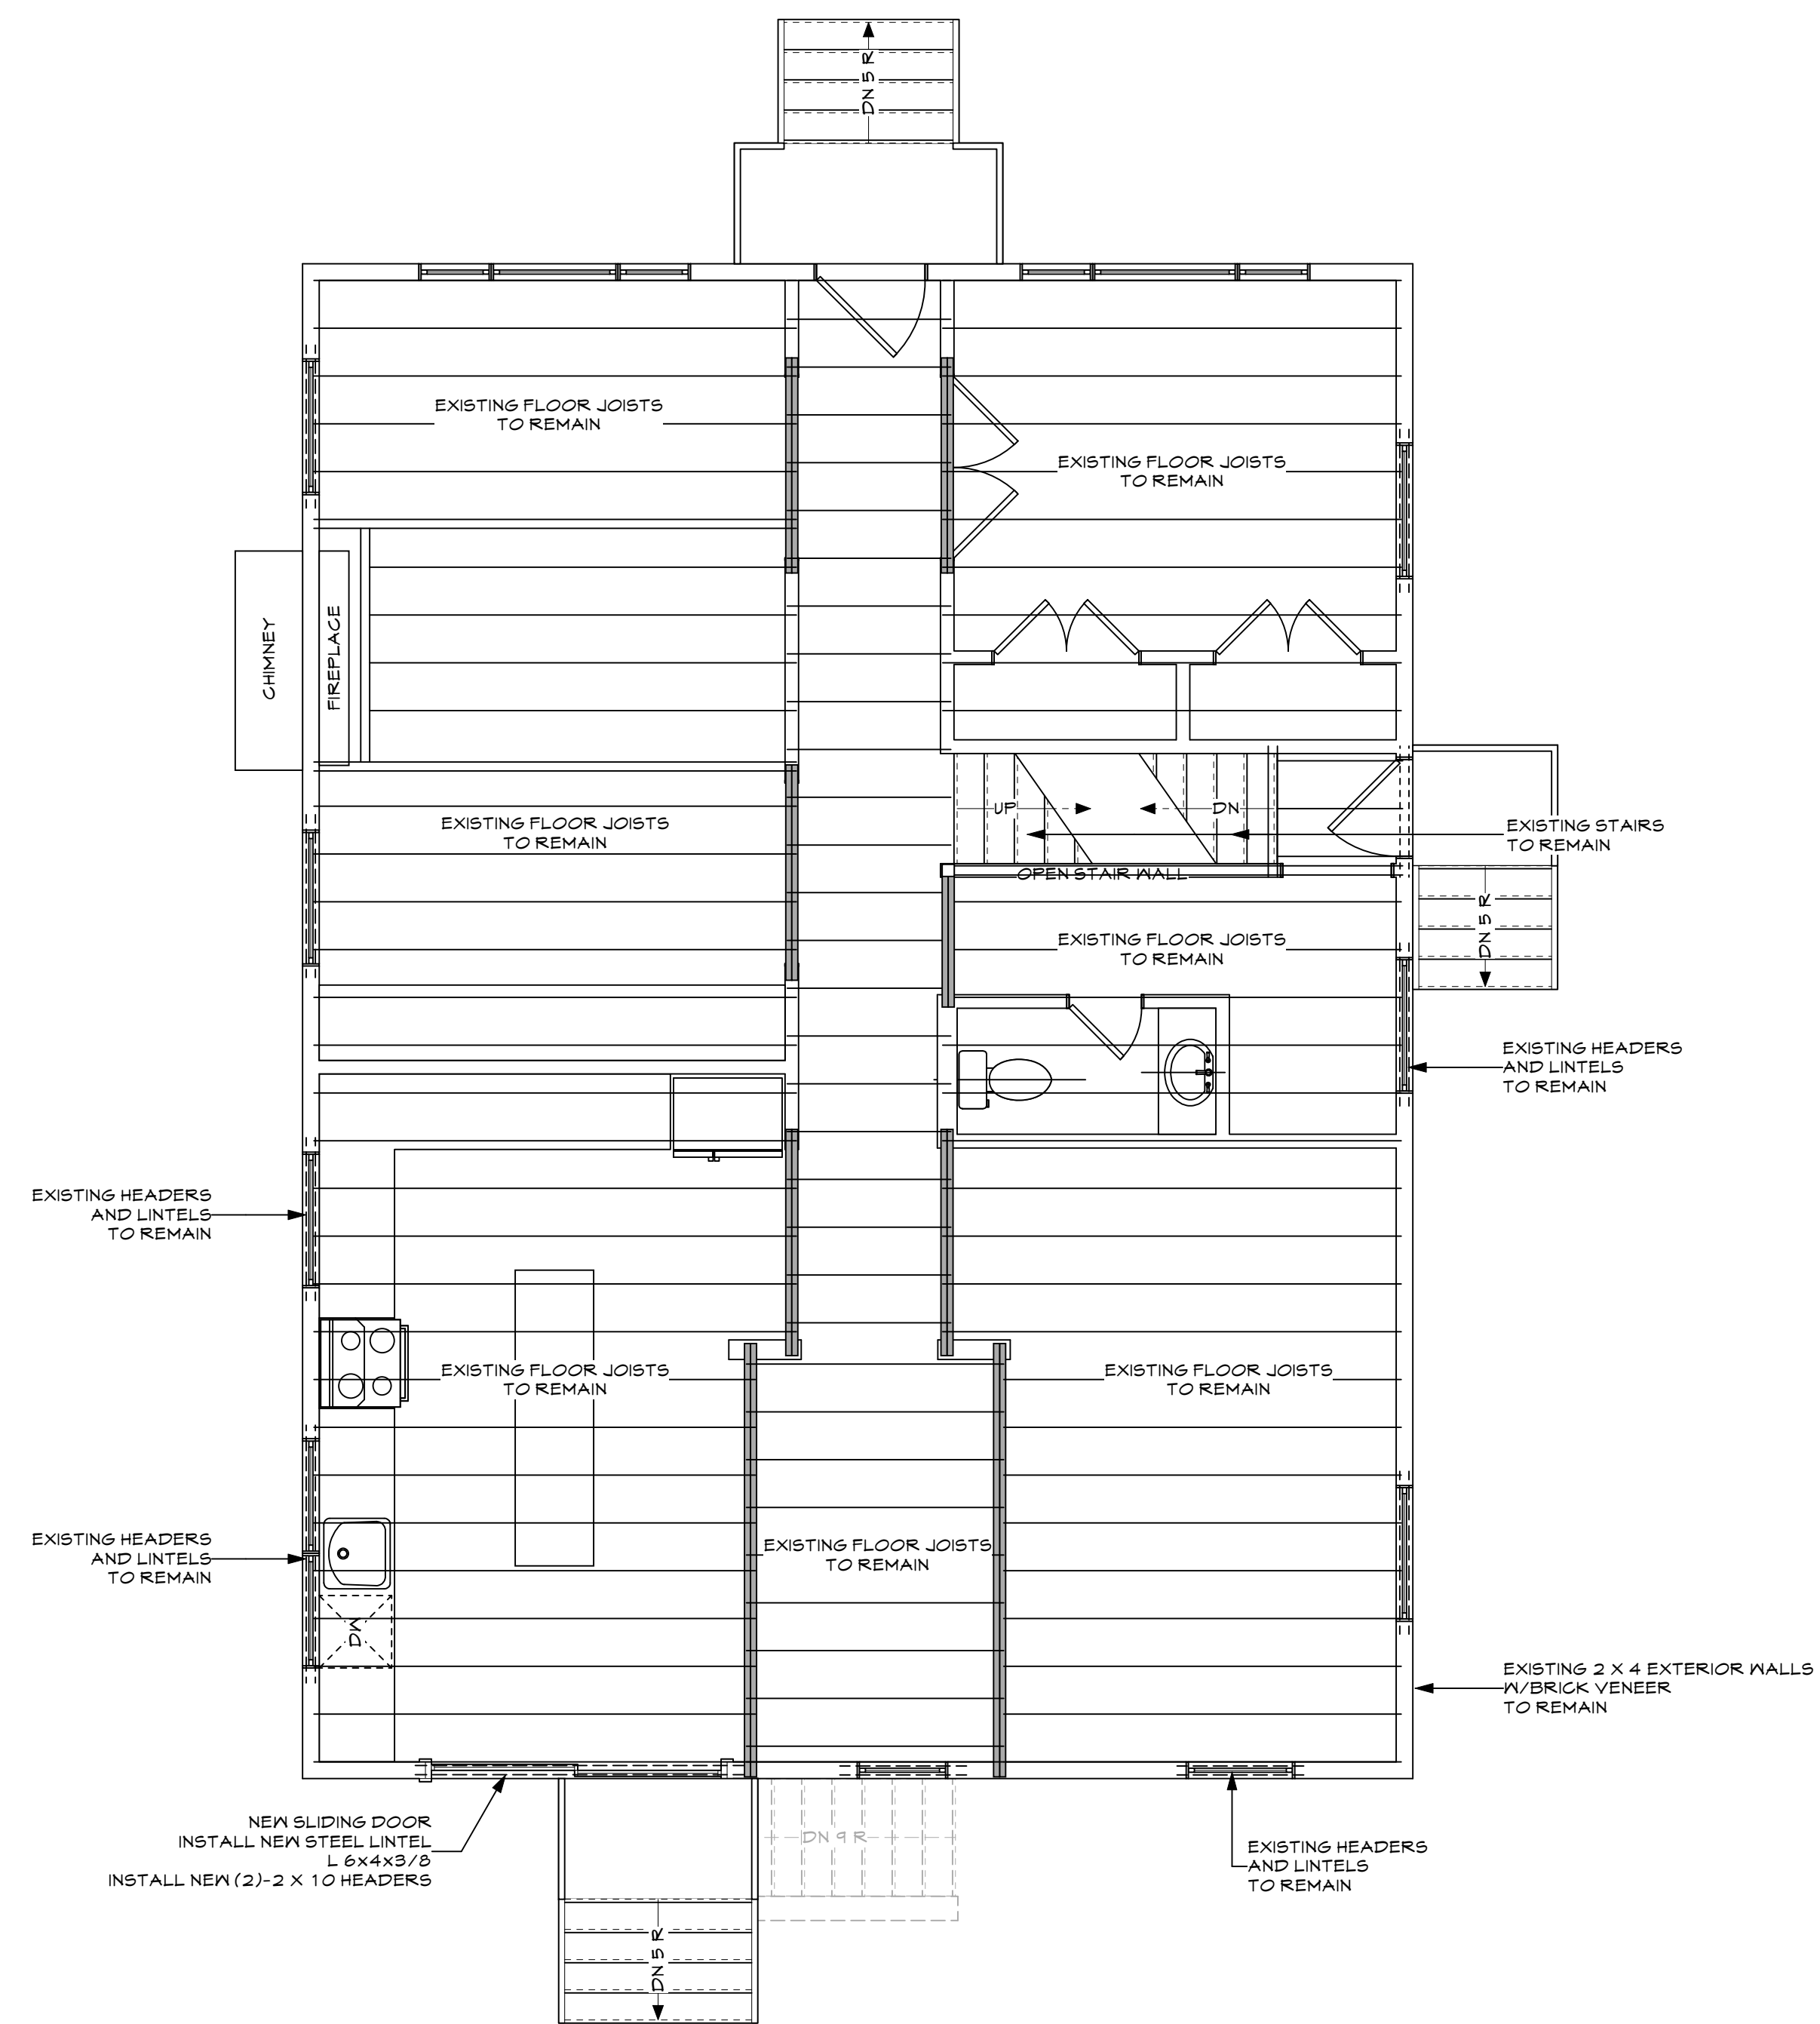 DN 5 R
EXISTING FLOOR JOISTS
TO REMAIN
EXISTING FLOOR JOISTS
TO REMAIN
CHIMNEY
FIREPLACE
UP
DN
EXISTING STAIRS
TO REMAIN
EXISTING FLOOR JOISTS
TO REMAIN
OPEN STAIR WALL
DN 5 R
EXISTING FLOOR JOISTS
TO REMAIN
EXISTING HEADERS
AND LINTELS
TO REMAIN
EXISTING HEADERS
AND LINTELS
TO REMAIN
EXISTING FLOOR JOISTS
TO REMAIN
EXISTING FLOOR JOISTS
TO REMAIN
EXISTING HEADERS
AND LINTELS
TO REMAIN
EXISTING FLOOR JOISTS
TO REMAIN
DW
EXISTING 2 X 4 EXTERIOR WALLS
W/BRICK VENEER
TO REMAIN
NEW SLIDING DOOR
INSTALL NEW STEEL LINTEL
L 6x4x3/8
INSTALL NEW (2)-2 X 10 HEADERS
DN 9 R
EXISTING HEADERS
AND LINTELS
TO REMAIN
DN 5 R